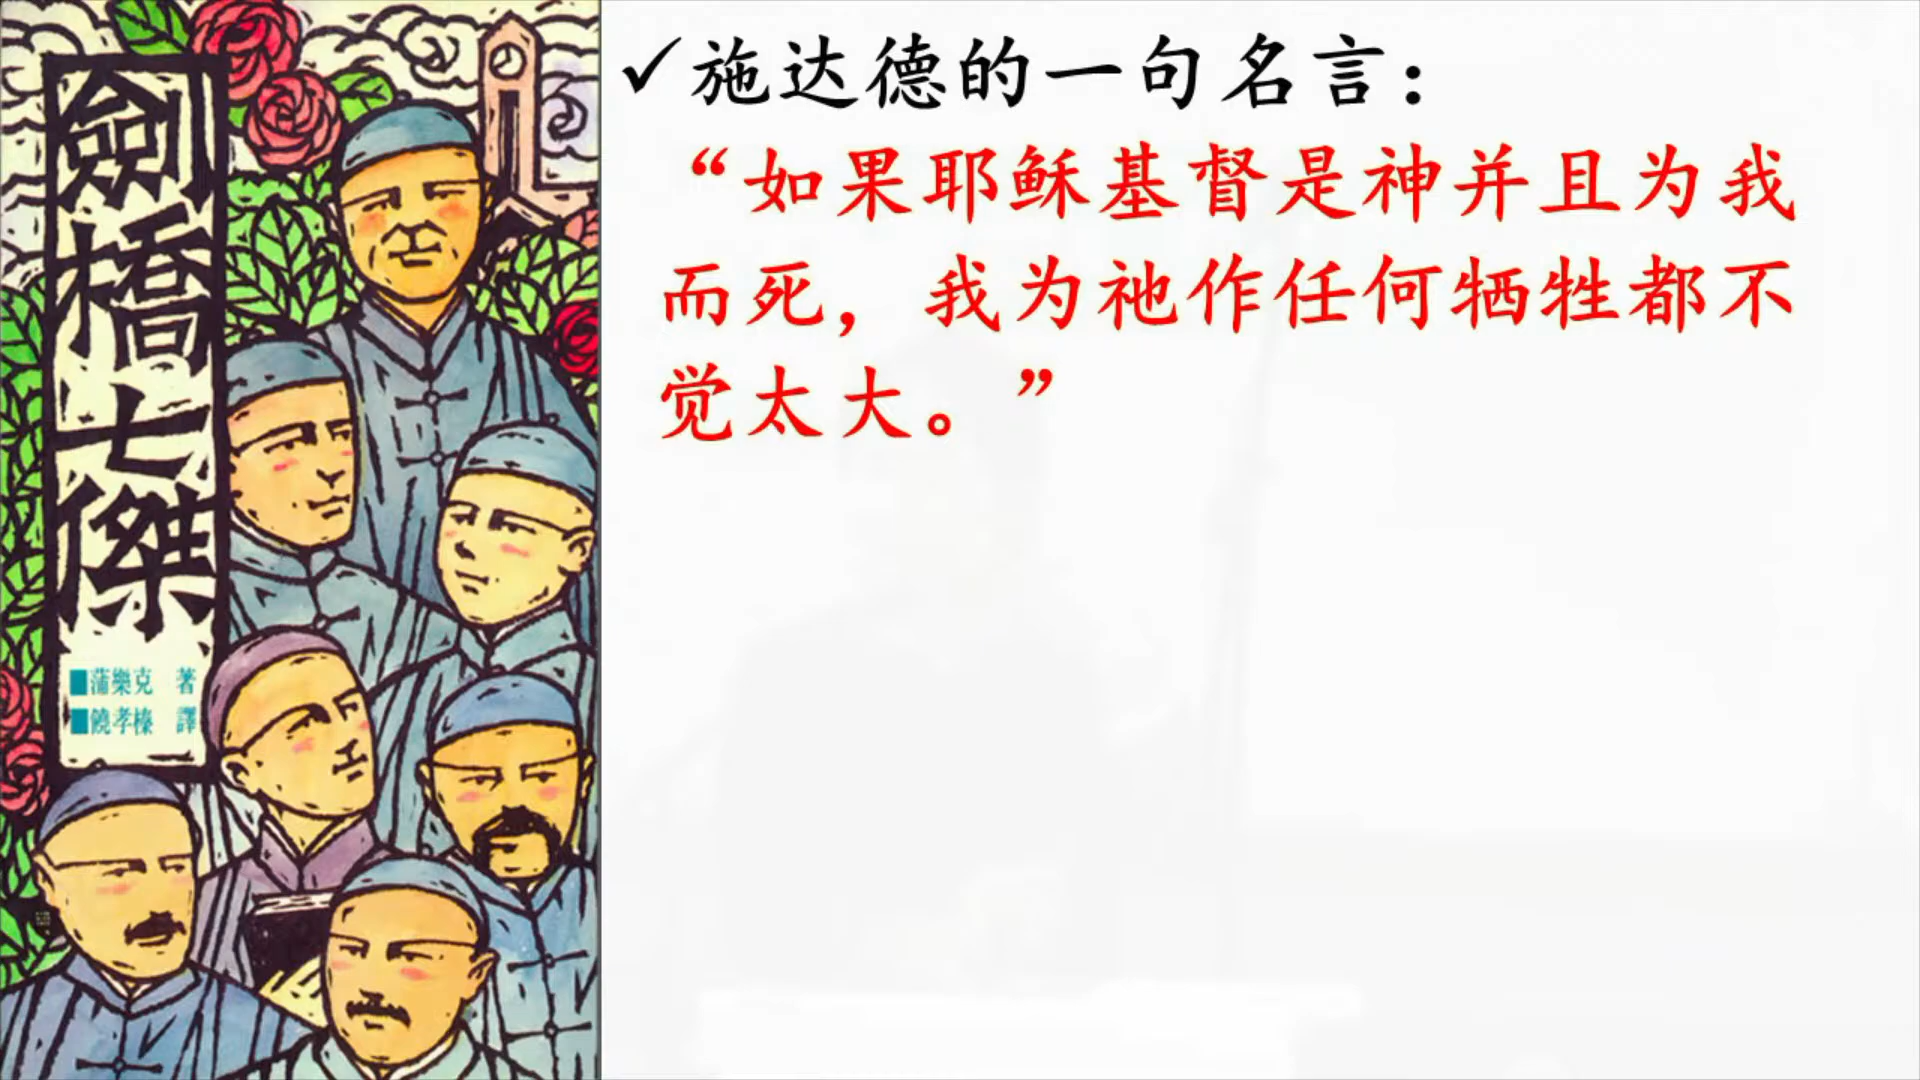 劍橋七傑
■蒲樂克 著
■饒孝榛 譯
✓施达德的一句名言：
“如果耶稣基督是神并且为我
而死，我为祂作任何牺牲都不
觉太大。”